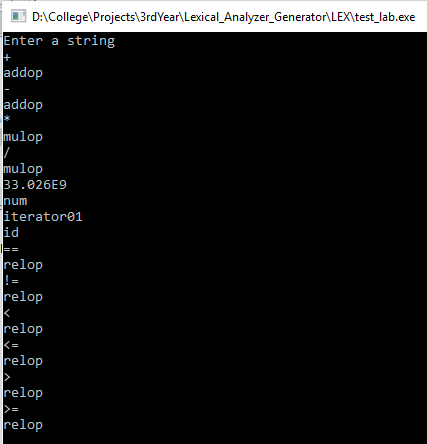 D:\College\Projects\3rdYear\Lexical_Analyzer_Generator\LEX\test_lab.exe
Enter a string
+
addop
-
addop
*
mulop
/
mulop
33.026E9
num
iterator01
id
==
relop
!=
relop
<
relop
<=
relop
>
relop
>=
relop